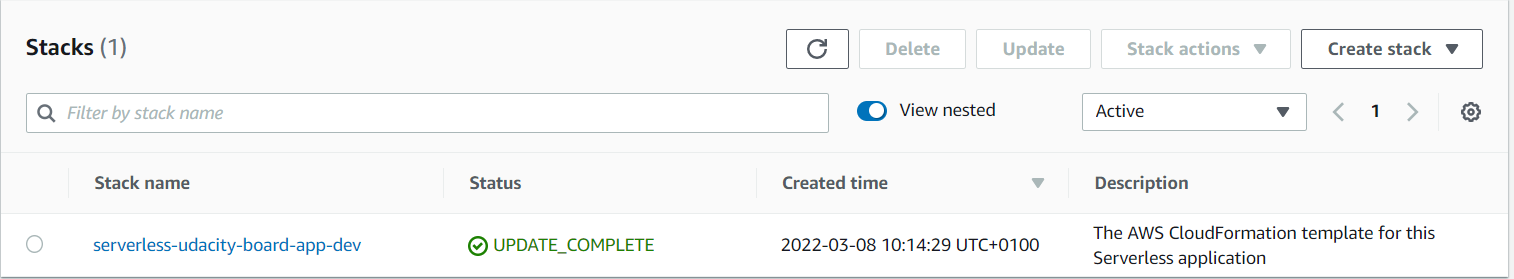 Stacks (1)
Delete
Update
Stack actions
Create stack
Filter by stack name
View nested
Active
1
Stack name
Status
Created time
Description
serverless-udacity-board-app-dev
UPDATE_COMPLETE
2022-03-08 10:14:29 UTC+0100
The AWS CloudFormation template for this
Serverless application